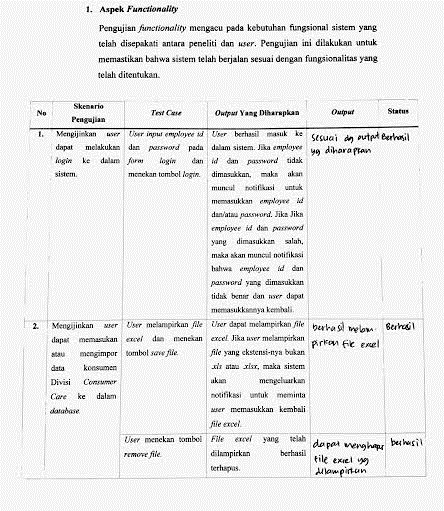 1. Aspek Functionality
Pengujian functionality mengacu pada kebutuhan fungsional sistem yang
telah disepakati antara peneliti dan user. Pengujian ini dilakukan untuk
memastikan bahwa sistem telah berjalan sesuai dengan fungsionalitas yang
telah ditentukan.
No
Skenario
Pengujian
Test Case
Output Yang Diharapkan
Output
Status
1.
Mengijinkan user
dapat melakukan
login ke dalam
sistem.
User input employee id
dan password pada
form login dan
menekan tombol login.
User berhasil masuk ke
dalam sistem. Jika employee
id dan password tidak
dimasukkan, maka akan
muncul notifikasi untuk
memasukkan employee id
dan/atau password. Jika Jika
employee id dan password
yang dimasukkan salah,
maka akan muncul notifikasi
bahwa employee id dan
password yang dimasukkan
tidak benar dan user dapat
memasukkannya kembali.
Sesuai dg output
yg diharapkan
Berhasil
2.
Mengijinkan user
dapat memasukan
atau mengimpor
data konsumen
Divisi Consumer
Care ke dalam
database.
User melampirkan file
excel dan menekan
tombol save file.
User dapat melampirkan file
excel. Jika user melampirkan
file yang ekstensi-nya bukan
.xls atau .xlsx, maka sistem
akan mengeluarkan
notifikasi untuk meminta
user memasukkan kembali
file excel.
berhasil melam-
pirkan file excel
Berhasil
User menekan tombol
remove file.
File excel yang telah
dilampirkan berhasil
terhapus.
dapat menghapus
file excel yg
dilampirkan
berhasil